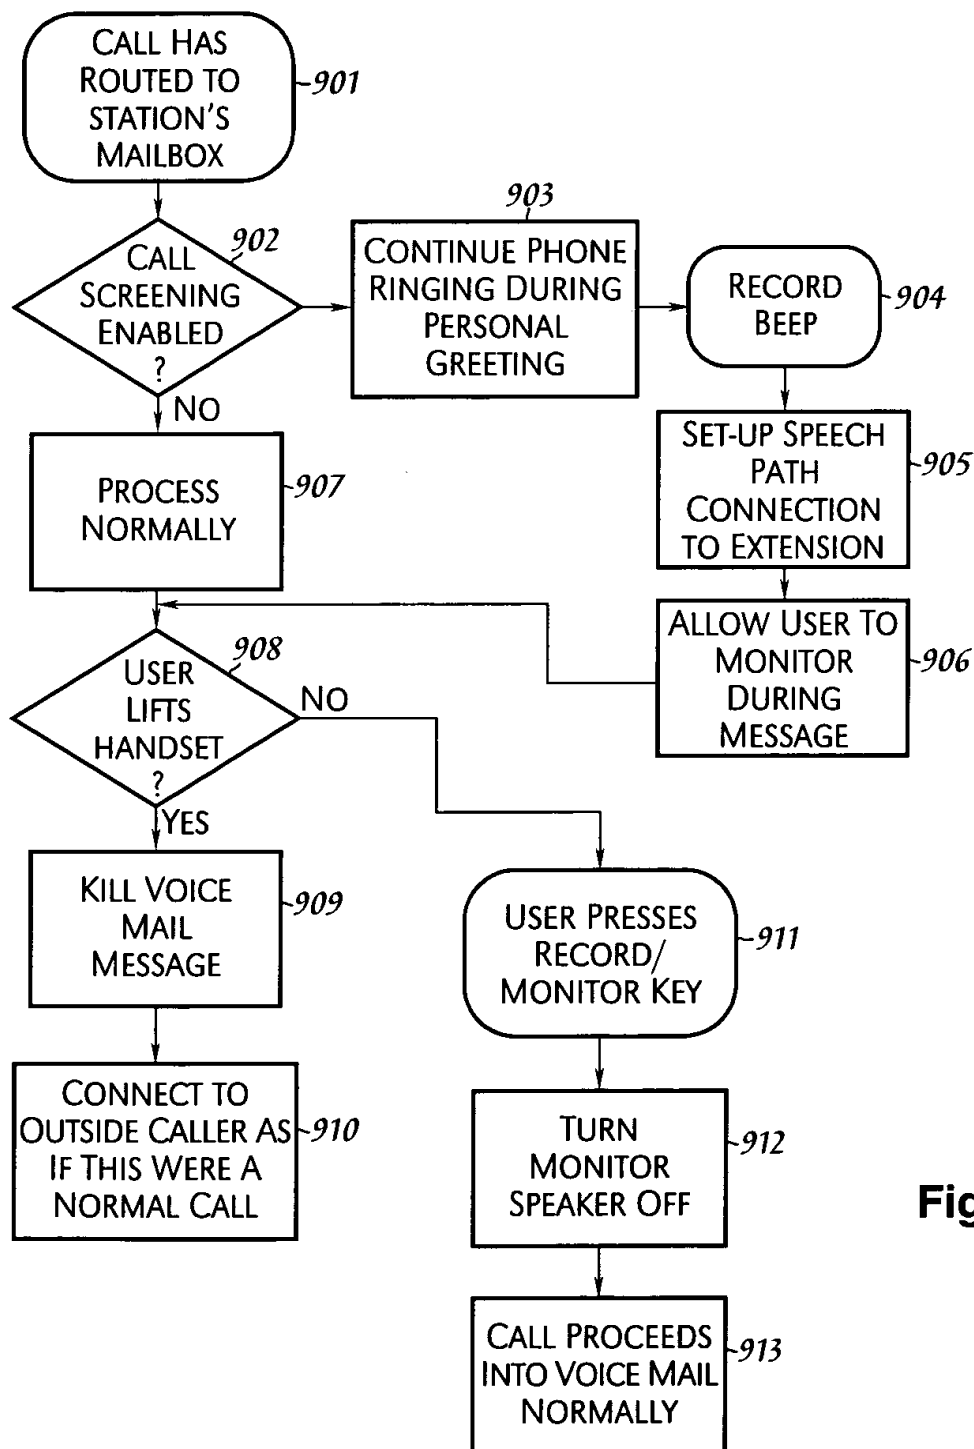 CALL HAS
ROUTED TO
STATION'S
MAILBOX
901
CALL
SCREENING
ENABLED
?
902
903
CONTINUE PHONE
RINGING DURING
PERSONAL
GREETING
RECORD
BEEP
904
NO
PROCESS
NORMALLY
907
SET-UP SPEECH
PATH
CONNECTION
TO EXTENSION
905
ALLOW USER TO
MONITOR
DURING
MESSAGE
906
USER
LIFTS
HANDSET
?
908
NO
YES
KILL VOICE
MAIL
MESSAGE
909
USER PRESSES
RECORD/
MONITOR KEY
911
CONNECT TO
OUTSIDE CALLER AS
IF THIS WERE A
NORMAL CALL
910
TURN
MONITOR
SPEAKER OFF
912
Fig
CALL PROCEEDS
INTO VOICE MAIL
NORMALLY
913